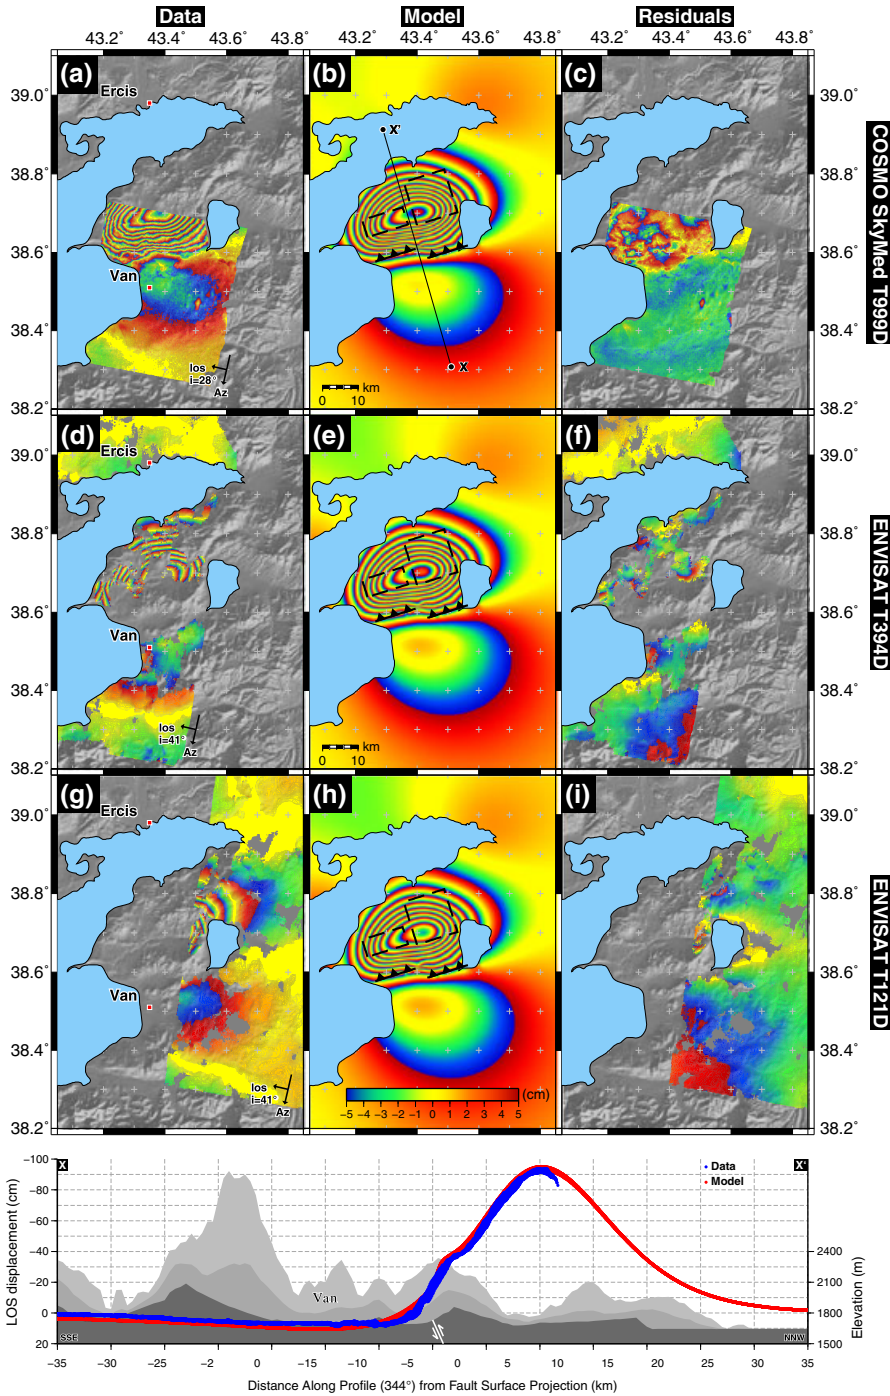 Data Model Residuals
43.2 43.4 43.6 43.2 43.4 43.6 43.2 43.4 43.6
(a) (b) (c)
Ercis
39.0° 39.0°
X'
38.8° 38.8°
38.6° 38.6°
Van
38.4° 38.4°
X
los
i=28°
Az
0 10 km
38.2° 38.2°
COSMO SkyMed T999D
(d) (e) (f)
Ercis
39.0° 39.0°
38.8° 38.8°
38.6° 38.6°
Van
38.4° 38.4°
los
i=41°
Az
0 10 km
38.2° 38.2°
ENVISAT T394D
(g) (h) (i)
Ercis
39.0° 39.0°
38.8° 38.8°
38.6° 38.6°
Van
38.4° 38.4°
los
i=41°
Az
(cm)
−5 −4 −3 −2 −1 0 1 2 3 4 5
38.2° 38.2°
ENVISAT T121D
X X'
Data
Model
−100
−80
−60
−40
−20
0
20
LOS displacement (cm)
2400
2100
1800
1500
Elevation (m)
Van
SSE NNW
−35 −30 −25 −2 0 −15 −10 −5 0 5 10 15 20 25 30 35
Distance Along Profile (344°) from Fault Surface Projection (km)